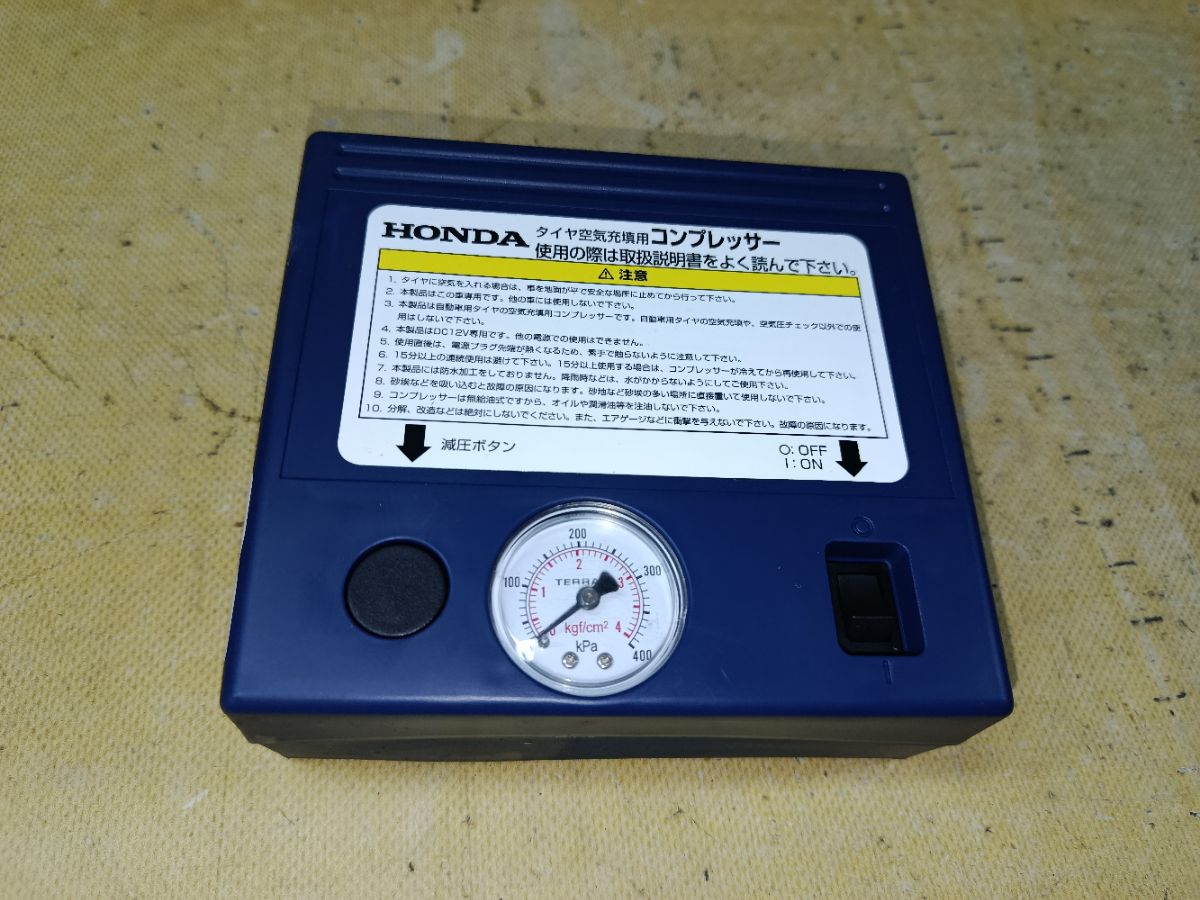 HONDA タイヤ空気充填用コンプレッサー
使用の際は取扱説明書をよく読んで下さい。
⚠ 注意
1. タイヤに空気を入れる場合は、車を地面が平で安全な場所に止めてから行って下さい。
2. 本製品はこの車専用です。他の車には使用しないで下さい。
3. 本製品は自動車用タイヤの空気充填用コンプレッサーです。自動車用タイヤの空気充填や、空気圧チェック以外での使
用はしないで下さい。
4. 本製品はDC12V専用です。他の電源での使用はできません。
5. 使用直後は、電源プラグ先端が熱くなるため、素手で触らないように注意して下さい。
6. 15分以上の連続使用は避けて下さい。15分以上使用する場合は、コンプレッサーが冷えてから再使用して下さい。
7. 本製品には防水加工をしておりません。降雨時などは、水がかからないようにしてご使用下さい。
8. 砂埃などを吸い込むと故障の原因になります。砂地など砂埃の多い場所に直接置いて使用しないで下さい。
9. コンプレッサーは無給油式ですから、オイルや潤滑油等を注油しないで下さい。
10. 分解、改造などは絶対にしないでください。また、エアゲージなどに衝撃を与えないで下さい。故障の原因になります。
減圧ボタン
O: OFF
I: ON
100 200 300 400
0 1 2 3 4
kgf/cm²
kPa